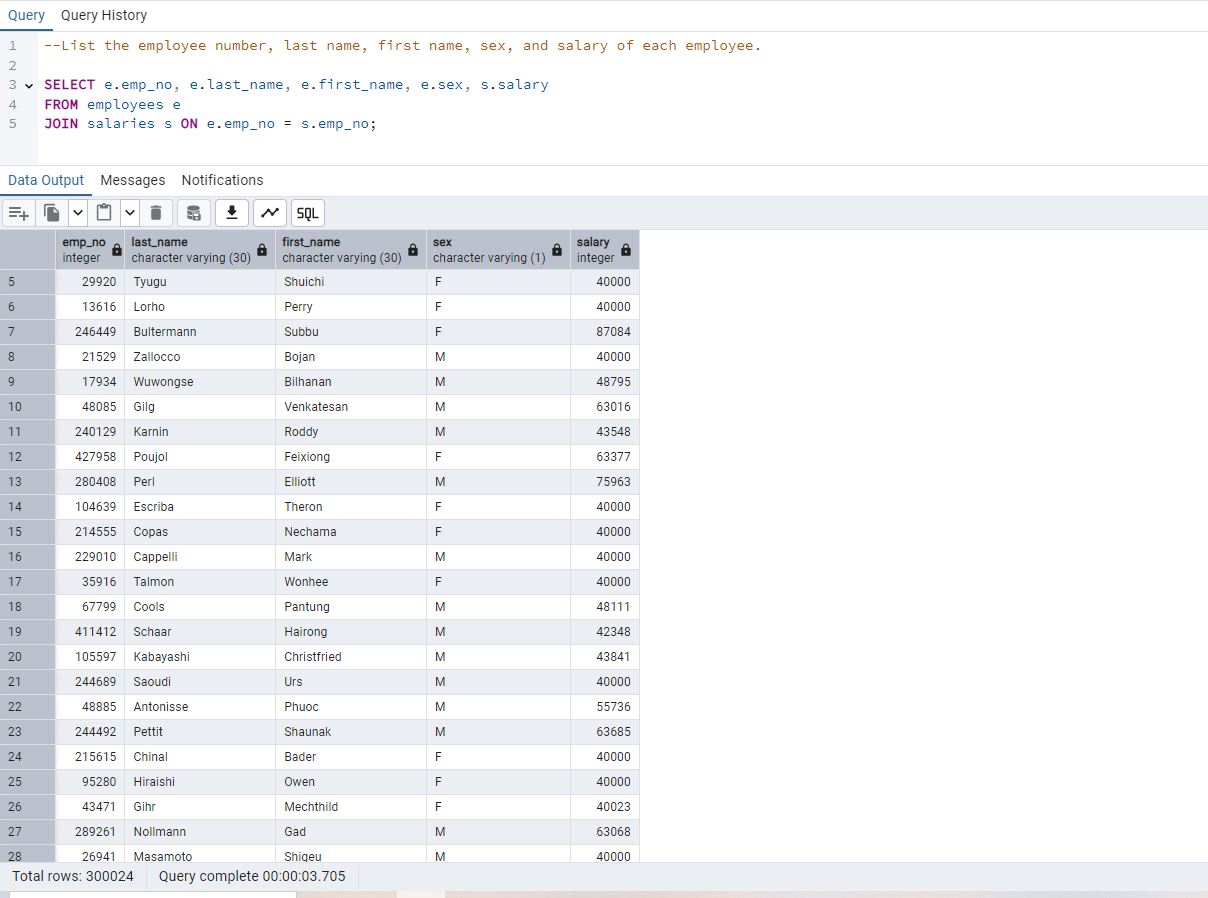 Query Query History
1 --List the employee number, last name, first name, sex, and salary of each employee.
2
3 SELECT e.emp_no, e.last_name, e.first_name, e.sex, s.salary
4 FROM employees e
5 JOIN salaries s ON e.emp_no = s.emp_no;
Data Output Messages Notifications
SQL
emp_no last_name first_name sex salary
integer character varying (30) character varying (30) character varying (1) integer
5 29920 Tyugu Shuichi F 40000
6 13616 Lorho Perry F 40000
7 246449 Bultermann Subbu F 87084
8 21529 Zallocco Bojan M 40000
9 17934 Wuwongse Bilhanan M 48795
10 48085 Gilg Venkatesan M 63016
11 240129 Karnin Roddy M 43548
12 427958 Poujol Feixiong F 63377
13 280408 Perl Elliott M 75963
14 104639 Escriba Theron F 40000
15 214555 Copas Nechama F 40000
16 229010 Cappelli Mark M 40000
17 35916 Talmon Wonhee F 40000
18 67799 Cools Pantung M 48111
19 411412 Schaar Hairong M 42348
20 105597 Kabayashi Christfried M 43841
21 244689 Saoudi Urs M 40000
22 48885 Antonisse Phuoc M 55736
23 244492 Pettit Shaunak M 63685
24 215615 Chinal Bader F 40000
25 95280 Hiraishi Owen F 40000
26 43471 Gihr Mechthild F 40023
27 289261 Nollmann Gad M 63068
28 26941 Masamoto Shigeu M 40000
Total rows: 300024 Query complete 00:00:03.705